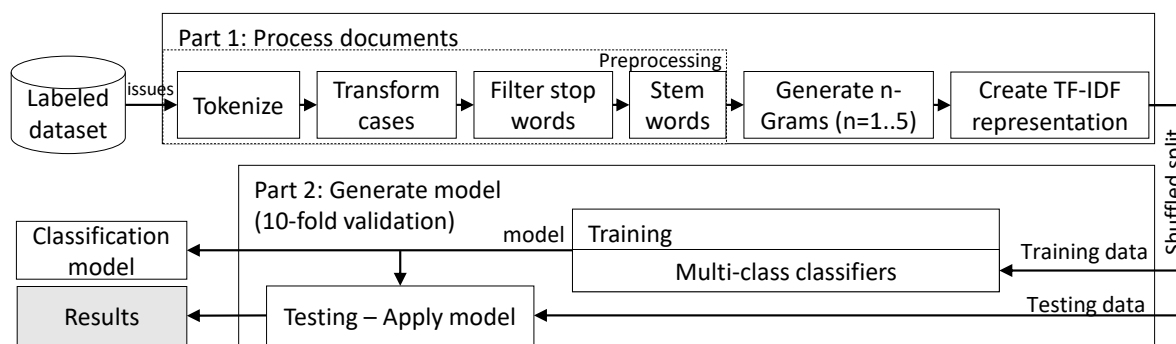 Part 1: Process documents
Preprocessing
Labeled
dataset
issues
Tokenize
Transform
cases
Filter stop
words
Stem
words
Generate n-
Grams (n=1..5)
Create TF-IDF
representation
Shuffled split
Part 2: Generate model
(10-fold validation)
Classification
model
model
Training
Multi-class classifiers
Training data
Results
Testing – Apply model
Testing data